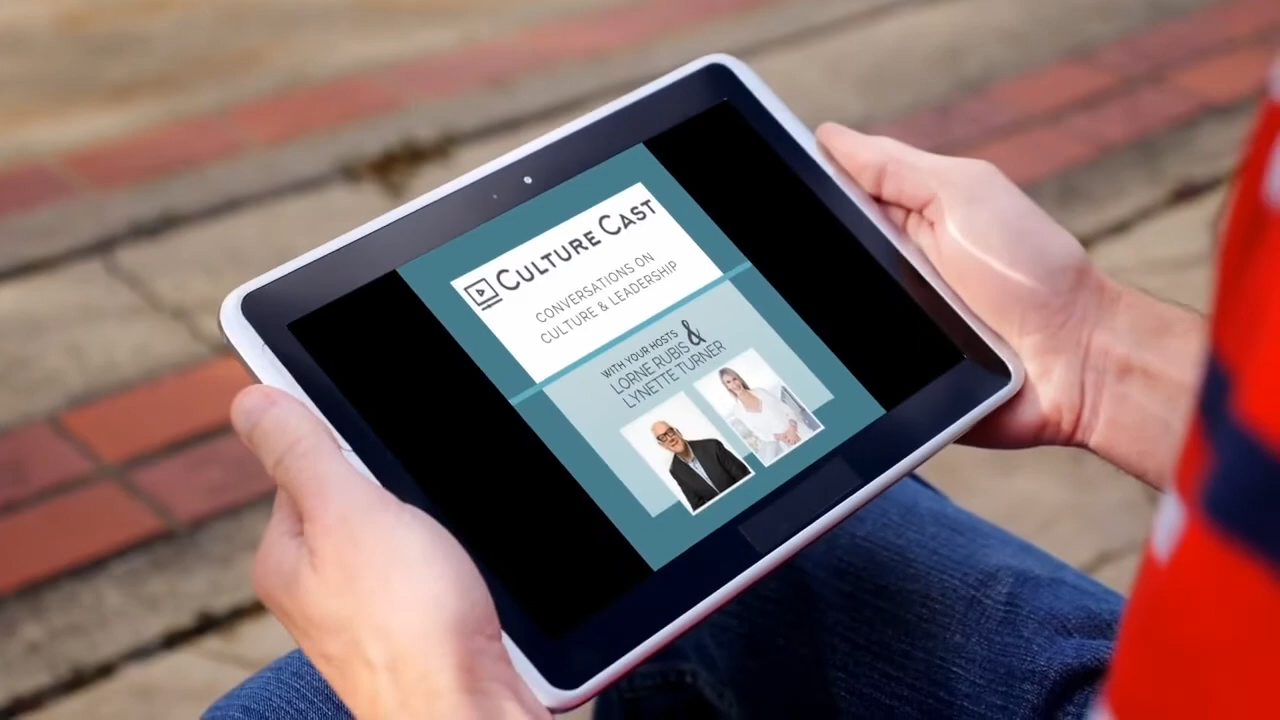 CULTURE CAST
CONVERSATIONS ON
CULTURE & LEADERSHIP
WITH YOUR HOSTS
LORNE RUBIS &
LYNETTE TURNER